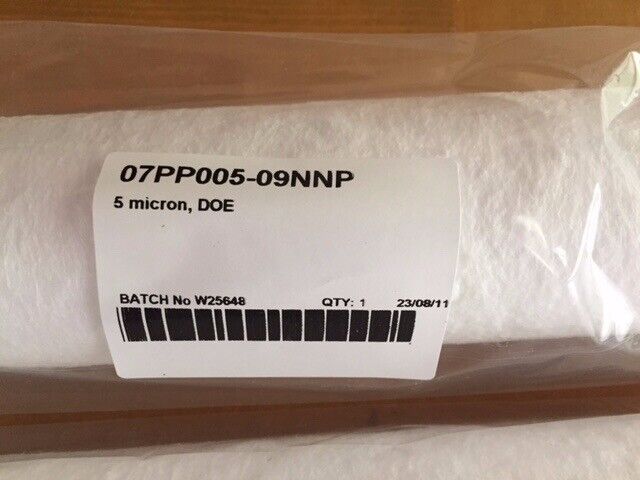 07PP005-09NNP
5 micron, DOE
BATCH No W25648 QTY: 1 23/08/11